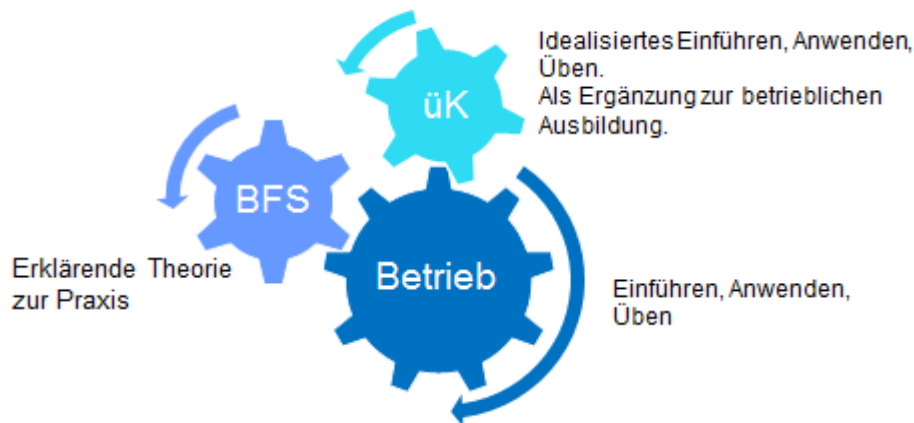 Idealisiertes Einführen, Anwenden,
Üben.
Als Ergänzung zur betrieblichen
Ausbildung.
üK
BFS
Betrieb
Erklärende Theorie
zur Praxis
Einführen, Anwenden,
Üben